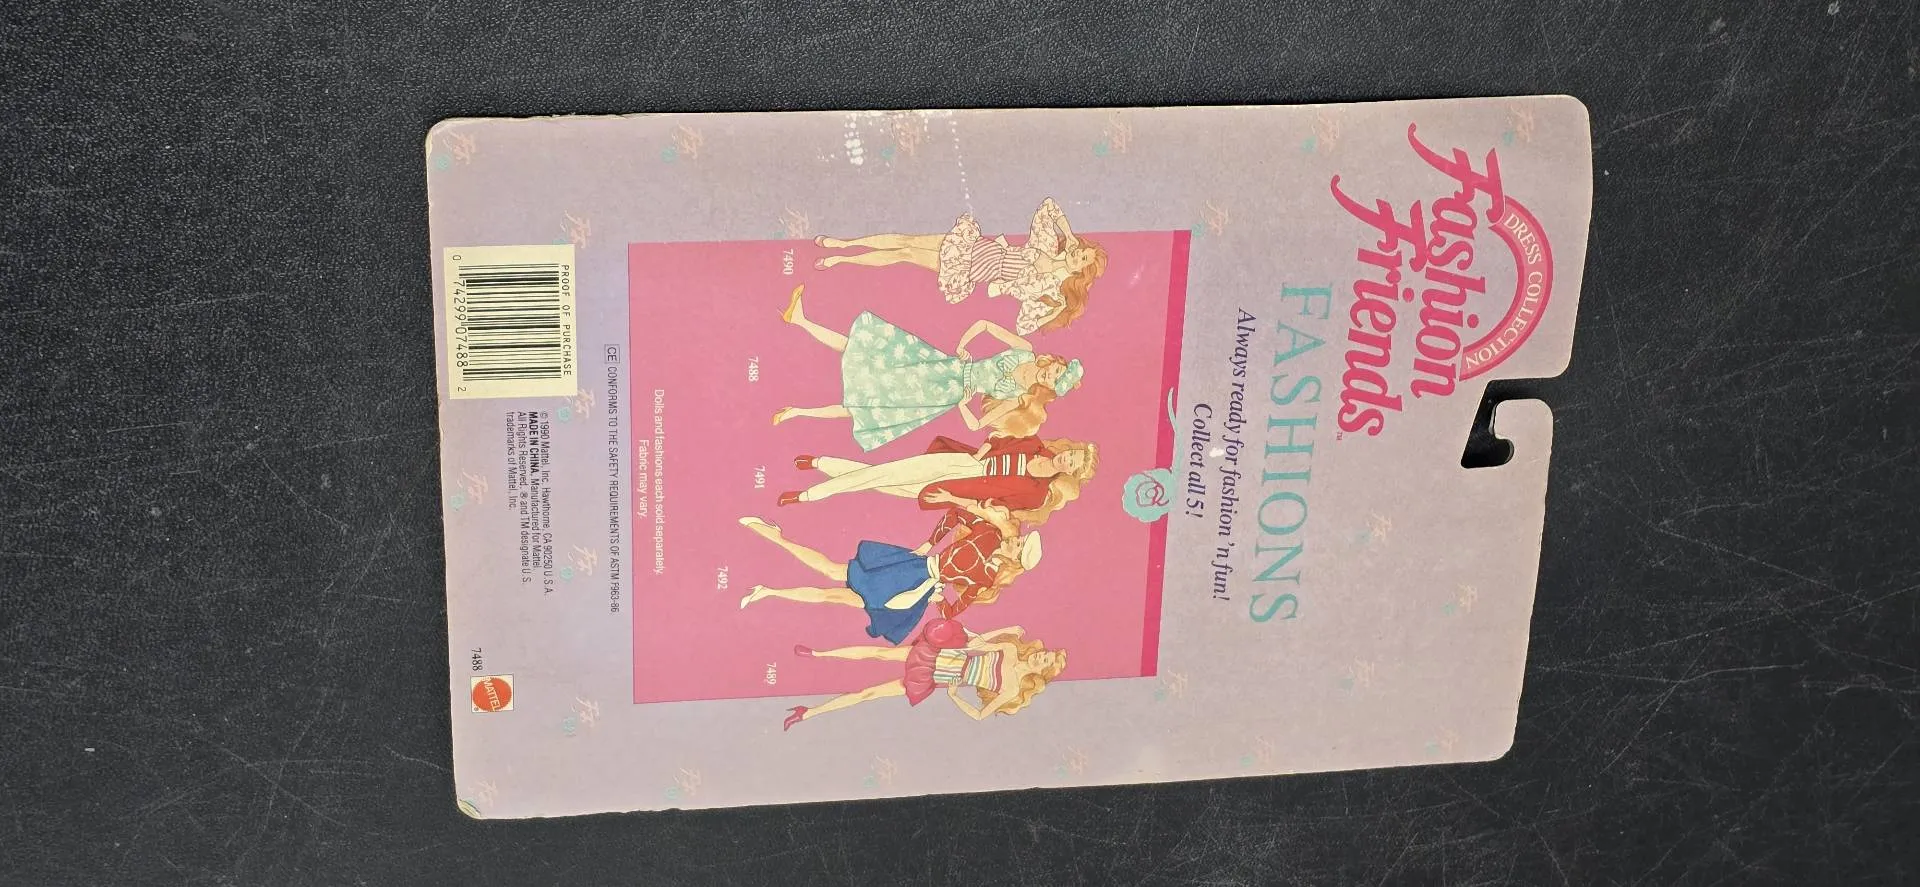 DRESS COLLECTION
Fashion
Friends™
FASHIONS
Always ready for fashion 'n fun!
Collect all 5!
7490
7488
7491
7492
7489
Dolls and fashions each sold separately.
Fabric may vary.
CE CONFORMS TO THE SAFETY REQUIREMENTS OF ASTM F963-86
PROOF OF PURCHASE
0 74299 07488 2
© 1990 Mattel, Inc. Hawthorne, CA 90250 U.S.A.
MADE IN CHINA. Manufactured for Mattel.
All Rights Reserved. ® and TM designate U.S.
trademarks of Mattel, Inc.
7488
MATTEL